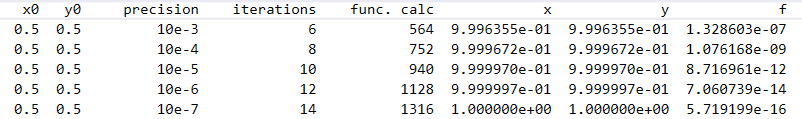 x0 y0 precision iterations func. calc x y f
0.5 0.5 10e-3 6 564 9.996355e-01 9.996355e-01 1.328603e-07
0.5 0.5 10e-4 8 752 9.999672e-01 9.999672e-01 1.076168e-09
0.5 0.5 10e-5 10 940 9.999970e-01 9.999970e-01 8.716961e-12
0.5 0.5 10e-6 12 1128 9.999997e-01 9.999997e-01 7.060739e-14
0.5 0.5 10e-7 14 1316 1.000000e+00 1.000000e+00 5.719199e-16